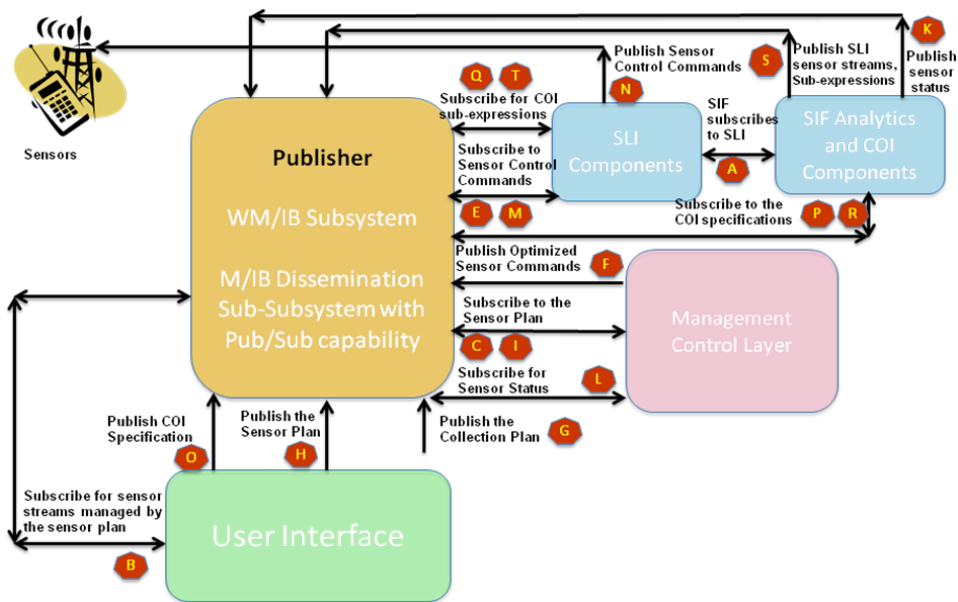 K
Publish Sensor
Control Commands
S
Publish SLI
sensor streams,
Sub-expressions
Publish
sensor
status
Q
T
N
Subscribe for COI
sub-expressions
SIF
subscribes
to SLI
SIF Analytics
and COI
Components
Sensors
Publisher
SLI
Components
Subscribe to
Sensor Control
Commands
A
E
M
Subscribe to the
COI specifications
P
R
WM/IB Subsystem
M/IB Dissemination
Sub-Subsystem with
Pub/Sub capability
Publish Optimized
Sensor Commands
F
Subscribe to the
Sensor Plan
Management
Control Layer
C
I
Subscribe for
Sensor Status
L
Publish COI
Specification
O
Publish the
Sensor Plan
H
Publish the
Collection Plan
G
Subscribe for sensor
streams managed by
the sensor plan
B
User Interface